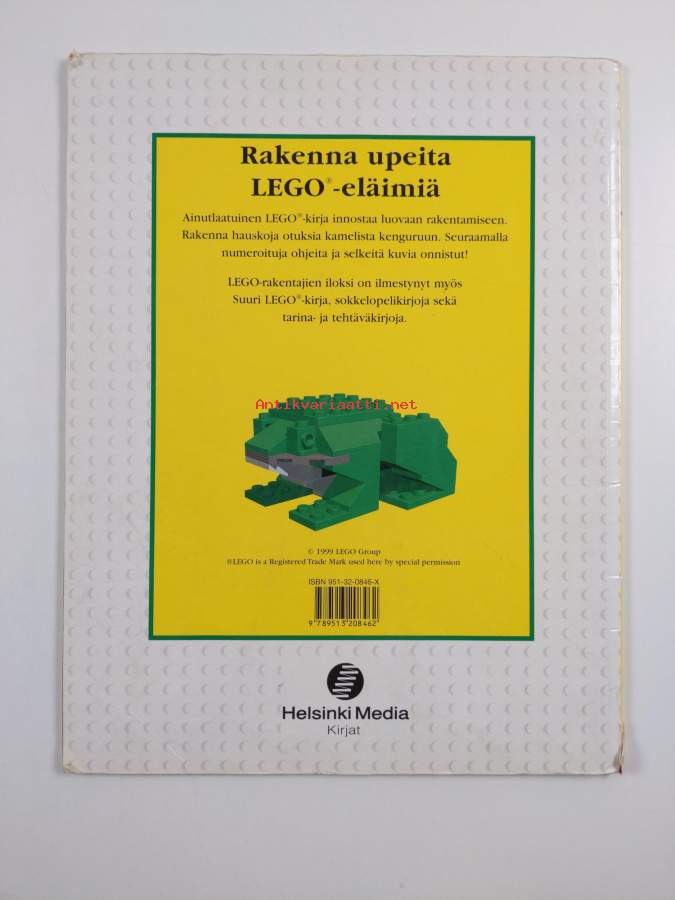 Rakenna upeita
LEGO®-eläimiä
Ainutlaatuinen LEGO®-kirja innostaa luovaan rakentamiseen.
Rakenna hauskoja otuksia kamelista kenguruun. Seuraamalla
numeroituja ohjeita ja selkeitä kuvia onnistut!
LEGO-rakentajien iloksi on ilmestynyt myös
Suuri LEGO®-kirja, sokkelopelikirjoja sekä
tarina- ja tehtäväkirjoja.
Antikvariaatti.net
© 1999 LEGO Group
®LEGO is a Registered Trade Mark used here by special permission
ISBN 951-32-0846-X
9 789513 208462
Helsinki Media
Kirjat